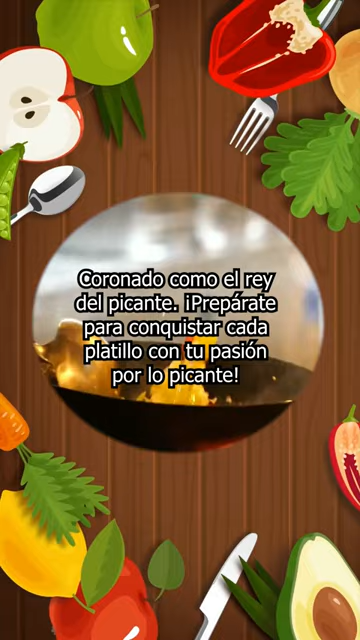 Coronado como el rey
del picante. ¡Prepárate
para conquistar cada
platillo con tu pasión
por lo picante!